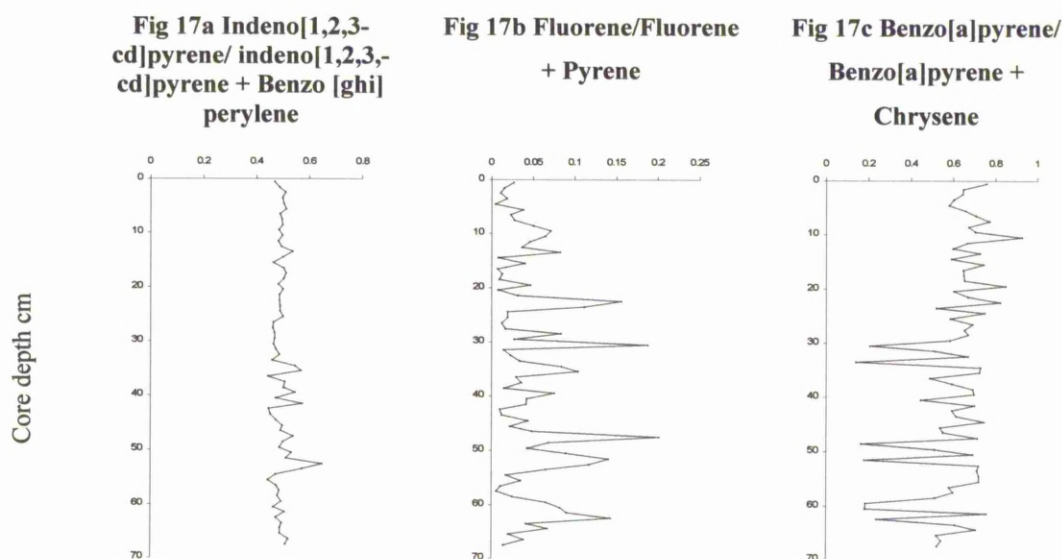 Fig 17a Indeno[1,2,3-
cd]pyrene/ indeno[1,2,3,-
cd]pyrene + Benzo [ghi]
perylene
0 0.2 0.4 0.6 0.8
0
10
20
30
40
50
60
70
Core depth cm
Fig 17b Fluorene/Fluorene
+ Pyrene
0 0.05 0.1 0.15 0.2 0.25
0
10
20
30
40
50
60
70
Fig 17c Benzo[a]pyrene/
Benzo[a]pyrene +
Chrysene
0 0.2 0.4 0.6 0.8 1
0
10
20
30
40
50
60
70